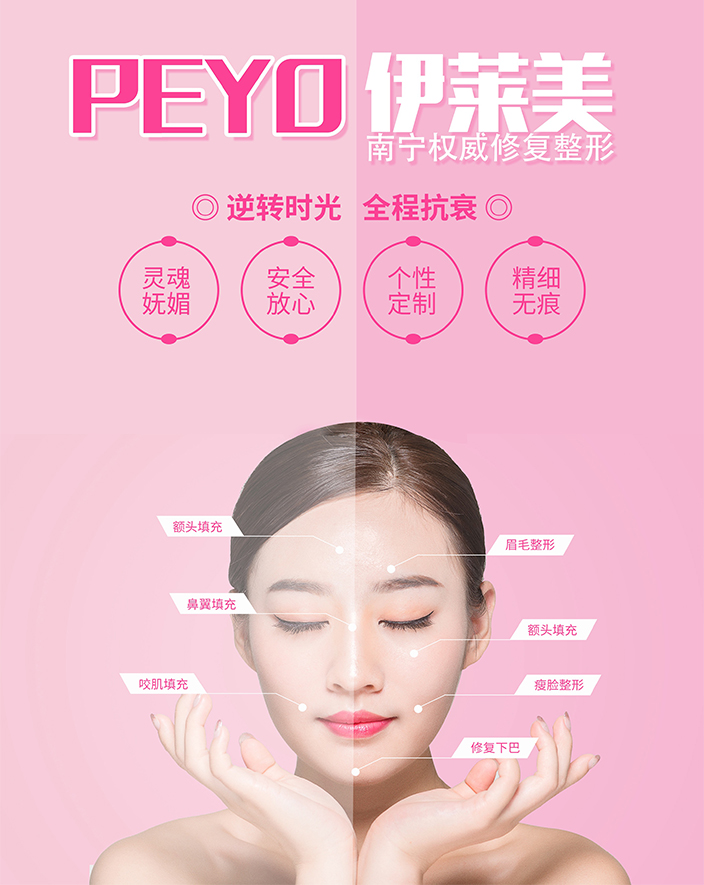 PEYO 伊莱美
南宁权威修复整形
◎ 逆转时光 全程抗衰 ◎
灵魂
妩媚
安全
放心
个性
定制
精细
无痕
额头填充
眉毛整形
鼻翼填充
额头填充
咬肌填充
瘦脸整形
修复下巴